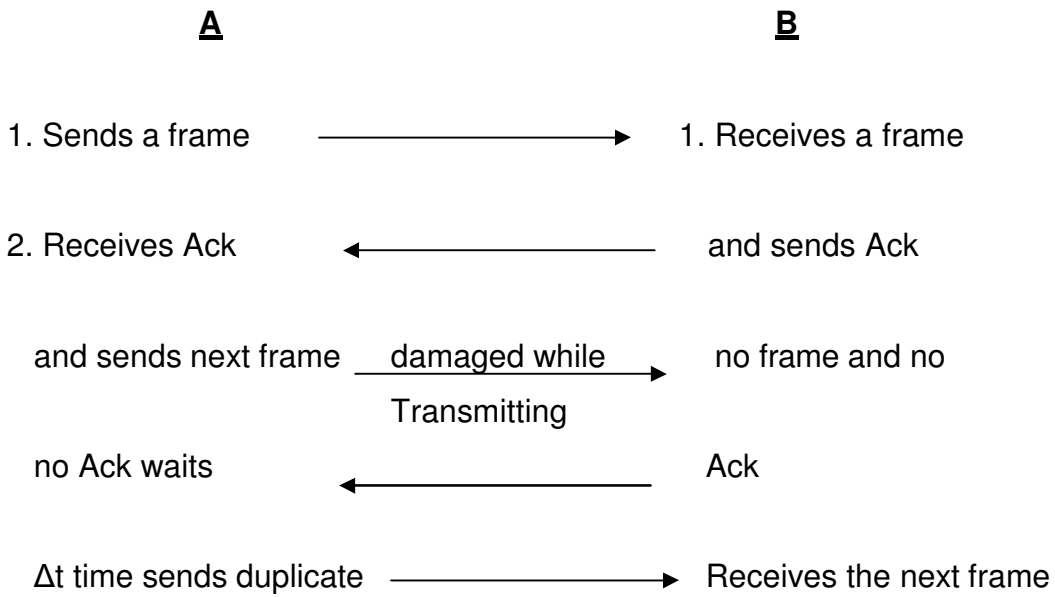 A B
1. Sends a frame 1. Receives a frame
2. Receives Ack and sends Ack
and sends next frame damaged while no frame and no
Transmitting
no Ack waits Ack
Δt time sends duplicate Receives the next frame